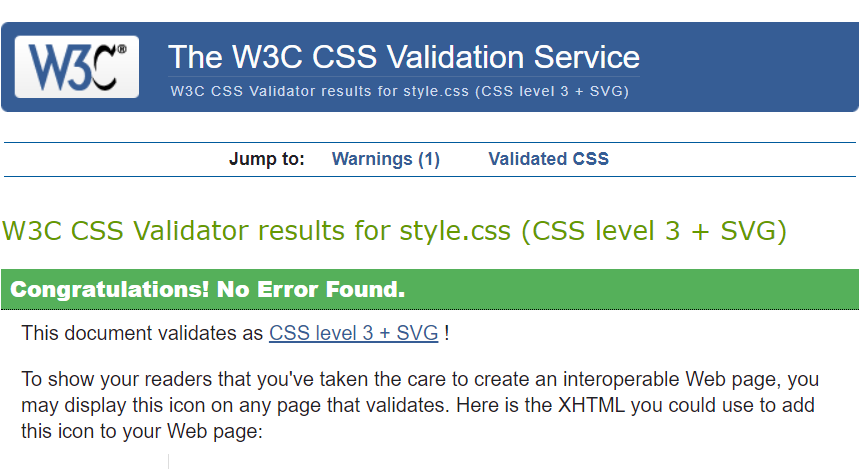 W3C®
The W3C CSS Validation Service
W3C CSS Validator results for style.css (CSS level 3 + SVG)
Jump to: Warnings (1) Validated CSS
W3C CSS Validator results for style.css (CSS level 3 + SVG)
Congratulations! No Error Found.
This document validates as CSS level 3 + SVG !
To show your readers that you've taken the care to create an interoperable Web page, you
may display this icon on any page that validates. Here is the XHTML you could use to add
this icon to your Web page: